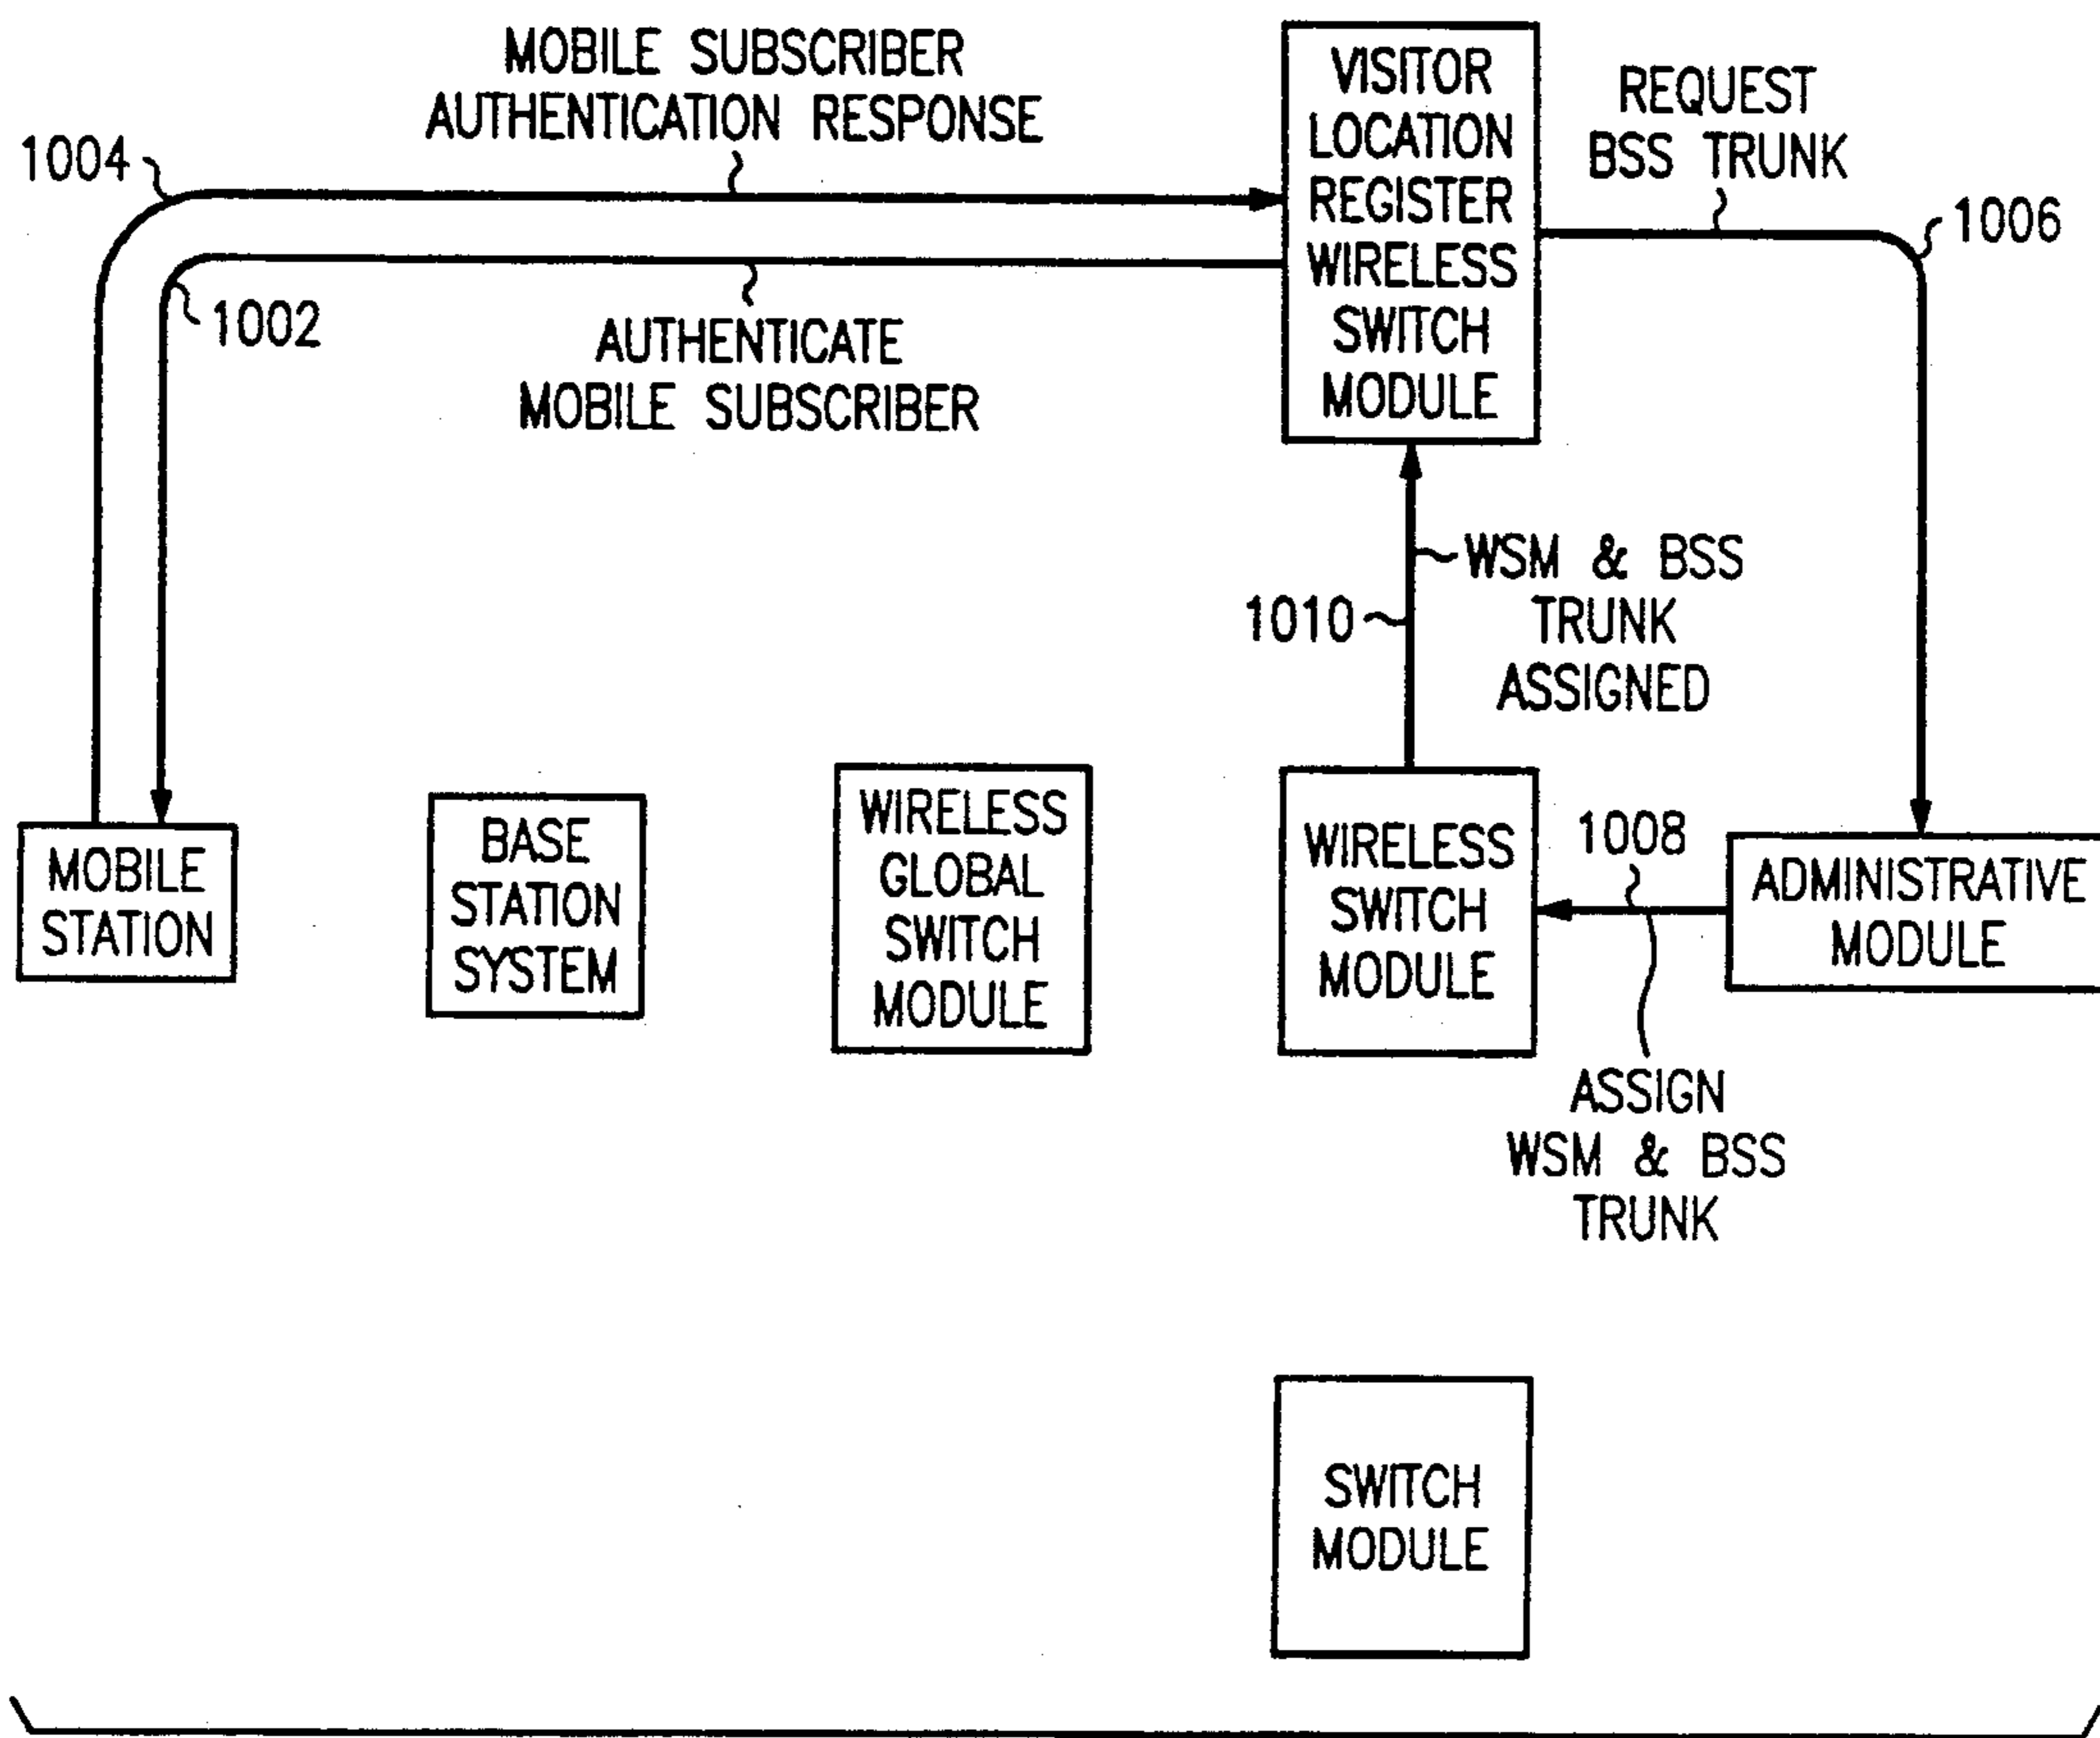 MOBILE SUBSCRIBER
AUTHENTICATION RESPONSE
1004
1002
AUTHENTICATE
MOBILE SUBSCRIBER
VISITOR
LOCATION
REGISTER
WIRELESS
SWITCH
MODULE
REQUEST
BSS TRUNK
1006
WSM & BSS
TRUNK
ASSIGNED
1010
MOBILE
STATION
BASE
STATION
SYSTEM
WIRELESS
GLOBAL
SWITCH
MODULE
WIRELESS
SWITCH
MODULE
1008
ADMINISTRATIVE
MODULE
ASSIGN
WSM & BSS
TRUNK
SWITCH
MODULE